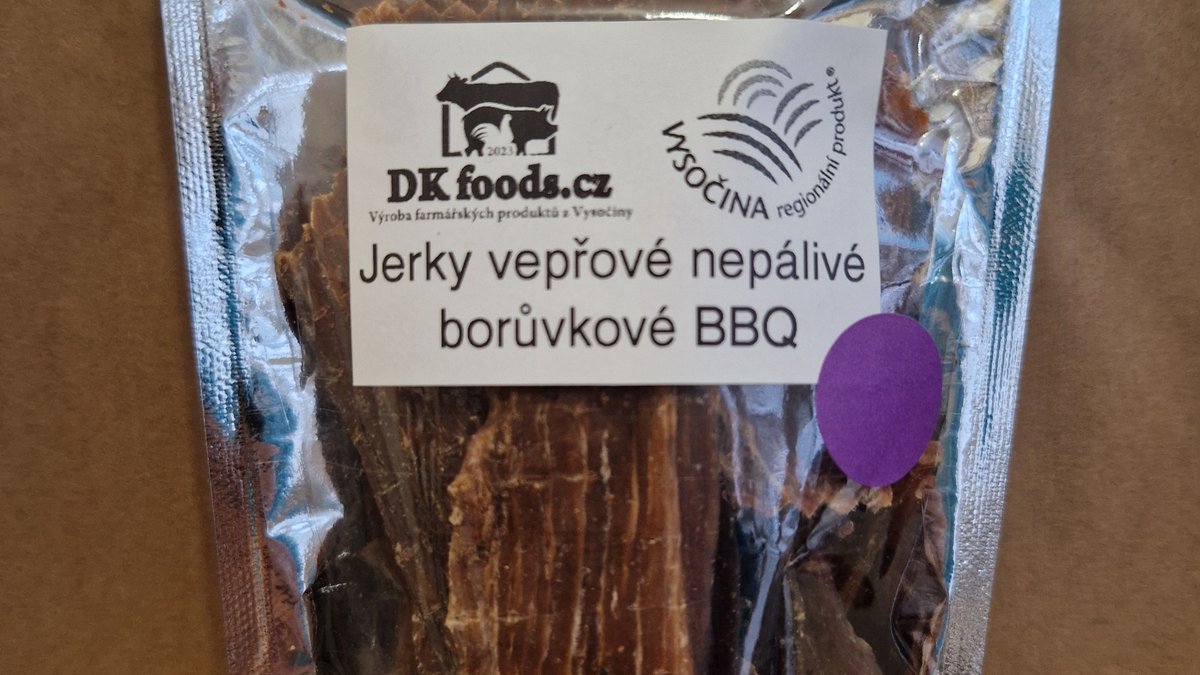 2023
DK foods.cz
Výroba farmářských produktů z Vysočiny
VYSOČINA regionální produkt®
Jerky vepřové nepálivé
borůvkové BBQ